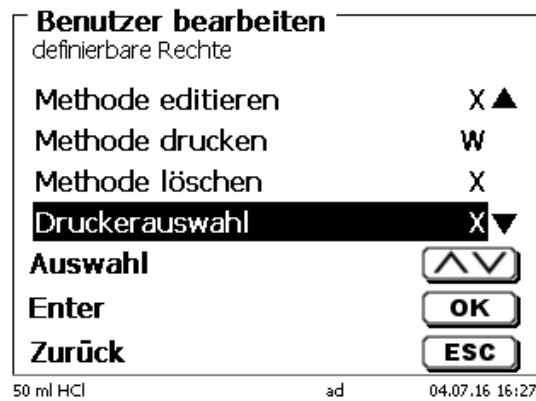 Benutzer bearbeiten
definierbare Rechte
Methode editieren X ▲
Methode drucken W
Methode löschen X
Druckerauswahl X ▼
Auswahl ∧∨
Enter OK
Zurück ESC
50 ml HCl ad 04.07.16 16:27